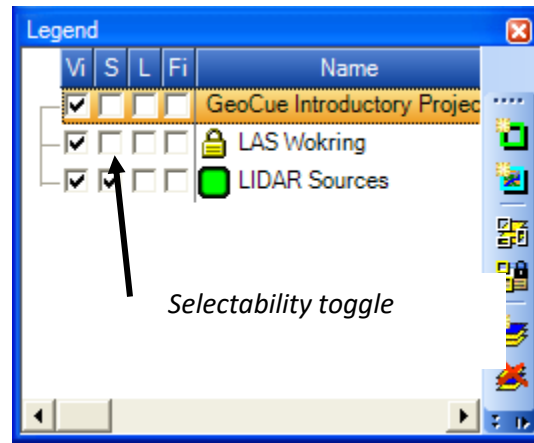 Legend
Vi S L Fi Name
GeoCue Introductory Projec
LAS Wokring
LIDAR Sources
Selectability toggle